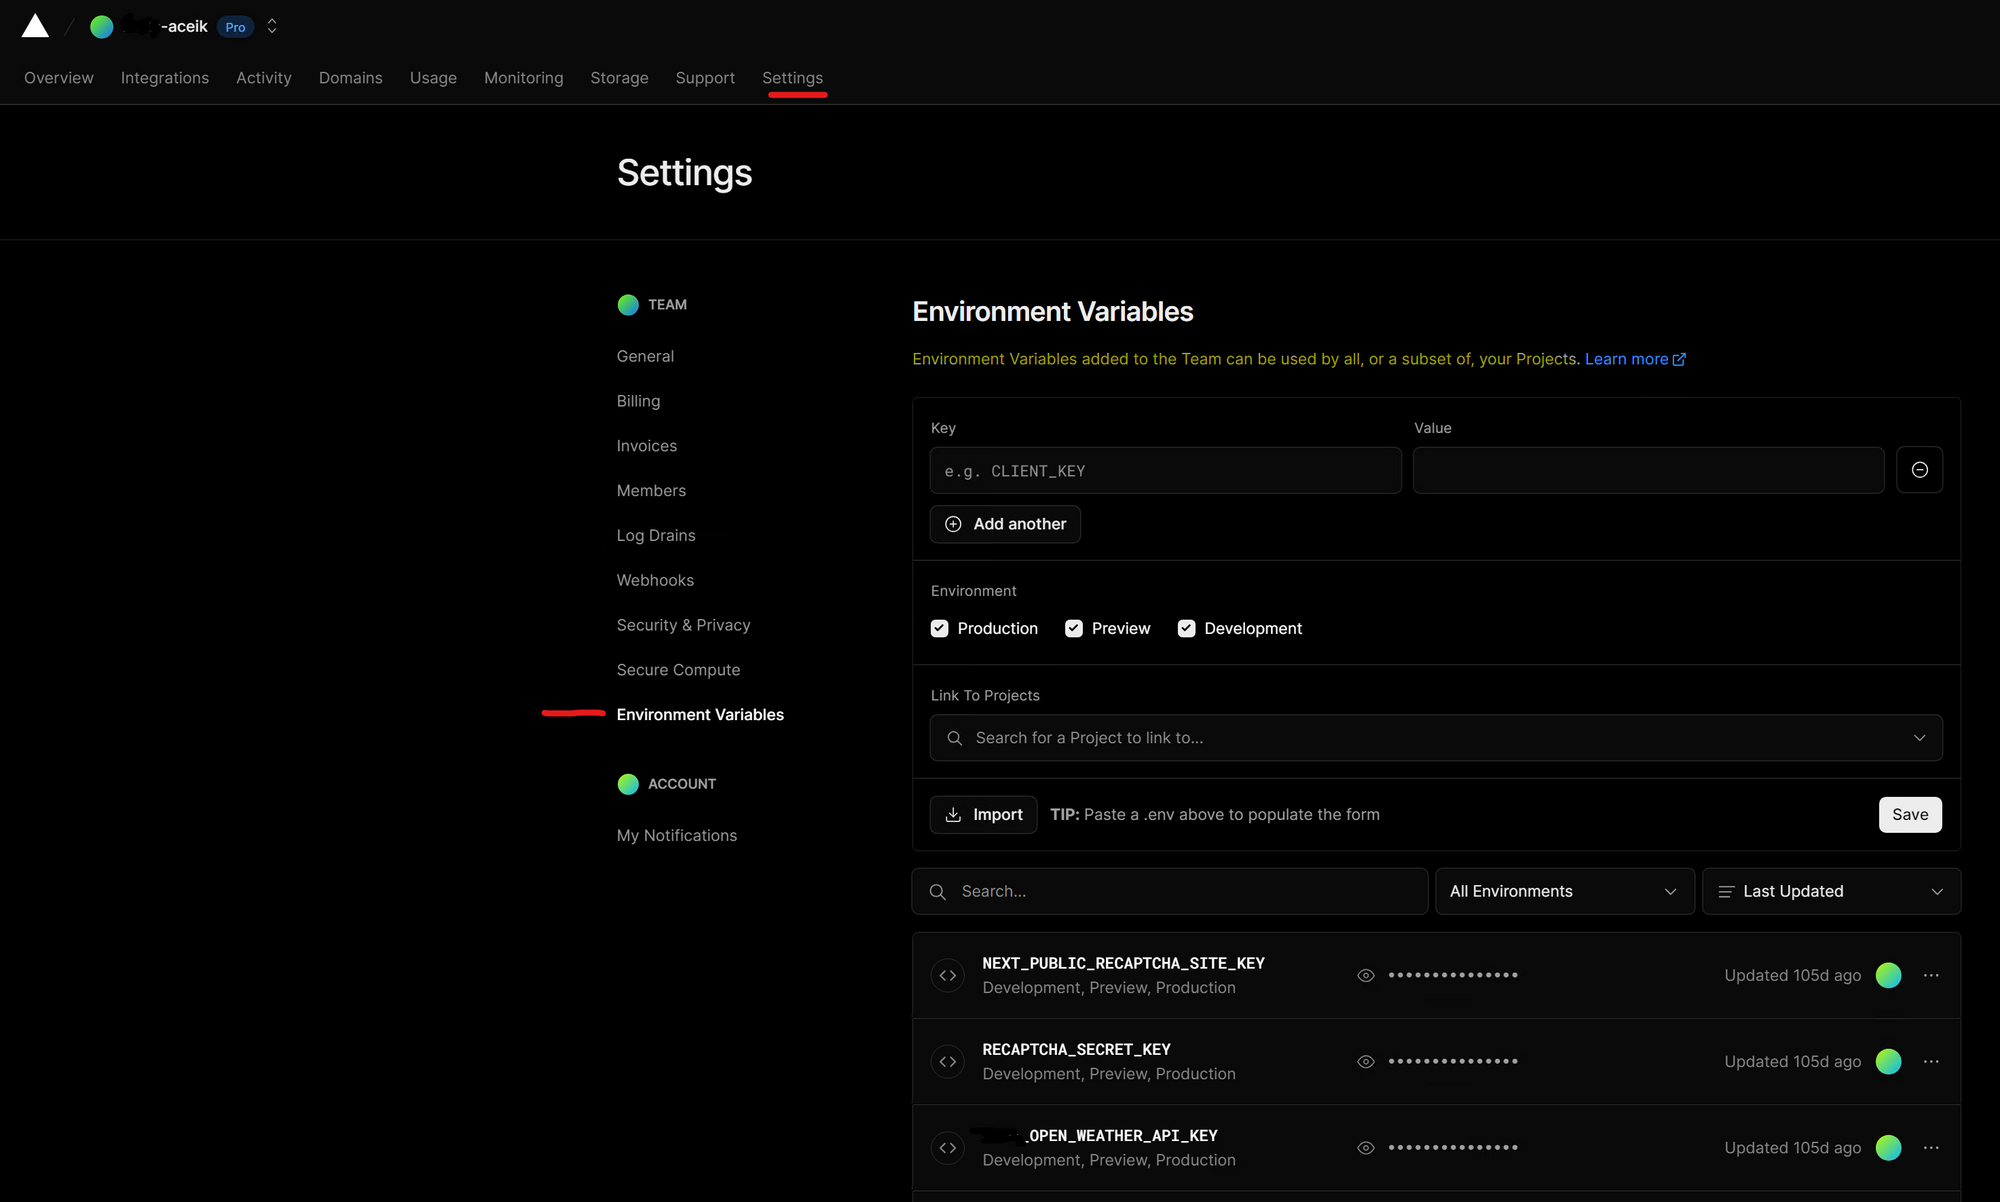 -aceik Pro
Overview Integrations Activity Domains Usage Monitoring Storage Support Settings
Settings
TEAM
General
Billing
Invoices
Members
Log Drains
Webhooks
Security & Privacy
Secure Compute
Environment Variables
ACCOUNT
My Notifications
Environment Variables
Environment Variables added to the Team can be used by all, or a subset of, your Projects. Learn more
Key Value
e.g. CLIENT_KEY
Add another
Environment
Production Preview Development
Link To Projects
Search for a Project to link to...
Import TIP: Paste a .env above to populate the form Save
Search... All Environments Last Updated
NEXT_PUBLIC_RECAPTCHA_SITE_KEY
Development, Preview, Production
••••••••••••••• Updated 105d ago
RECAPTCHA_SECRET_KEY
Development, Preview, Production
••••••••••••••• Updated 105d ago
_OPEN_WEATHER_API_KEY
Development, Preview, Production
••••••••••••••• Updated 105d ago